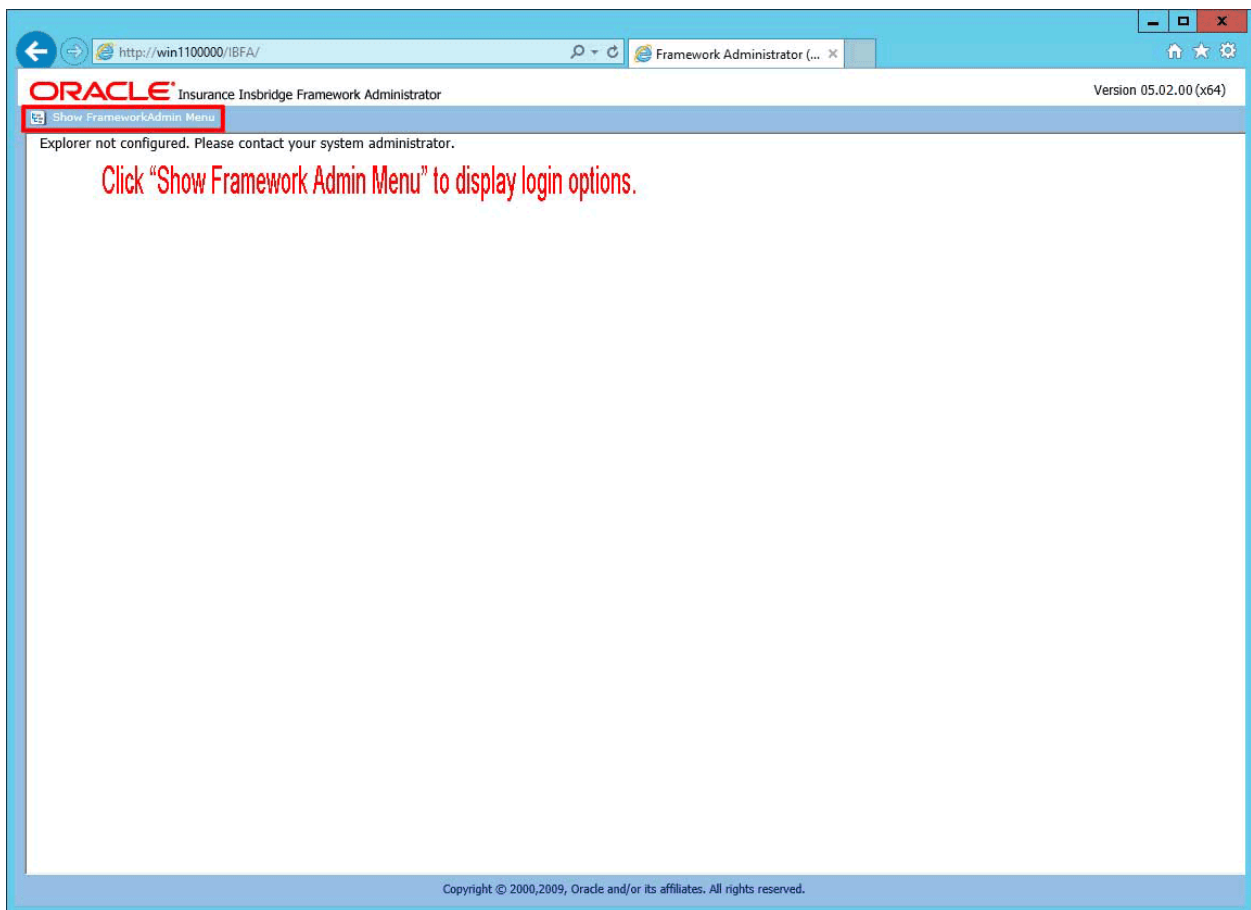 http://win1100000/IBFA/
Framework Administrator (...
ORACLE Insurance Insbridge Framework Administrator
Version 05.02.00 (x64)
Show FrameworkAdmin Menu
Explorer not configured. Please contact your system administrator.
Click “Show Framework Admin Menu” to display login options.
Copyright © 2000,2009, Oracle and/or its affiliates. All rights reserved.